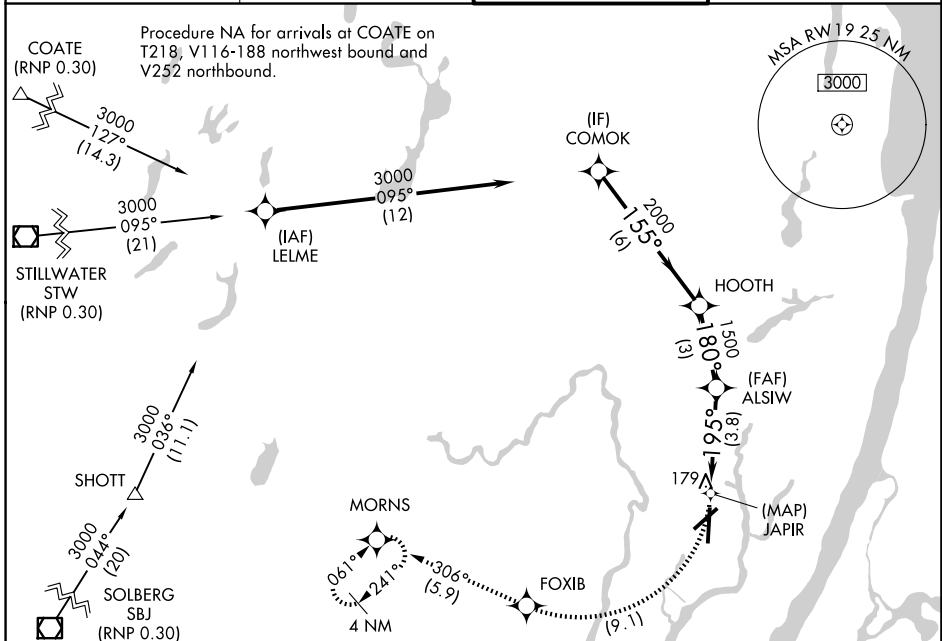 Procedure NA for arrivals at COATE on
T218, V116-188 northwest bound and
V252 northbound.
COATE
(RNP 0.30)
3000
127°
(14.3)
MSA RW19 25 NM
3000
(IF)
COMOK
3000
095°
(12)
3000
095°
(21)
(IAF)
LELME
STILLWATER
STW
(RNP 0.30)
2000
155°
(6)
HOOTH
1500
180°
(3)
(FAF)
ALSIW
195°
(3.8)
3000
036°
(11.1)
SHOTT
179
(MAP)
JAPIR
MORNS
061°
241°
4 NM
306°
(5.9)
FOXIB
(9.1)
3000
044°
(20)
SOLBERG
SBJ
(RNP 0.30)